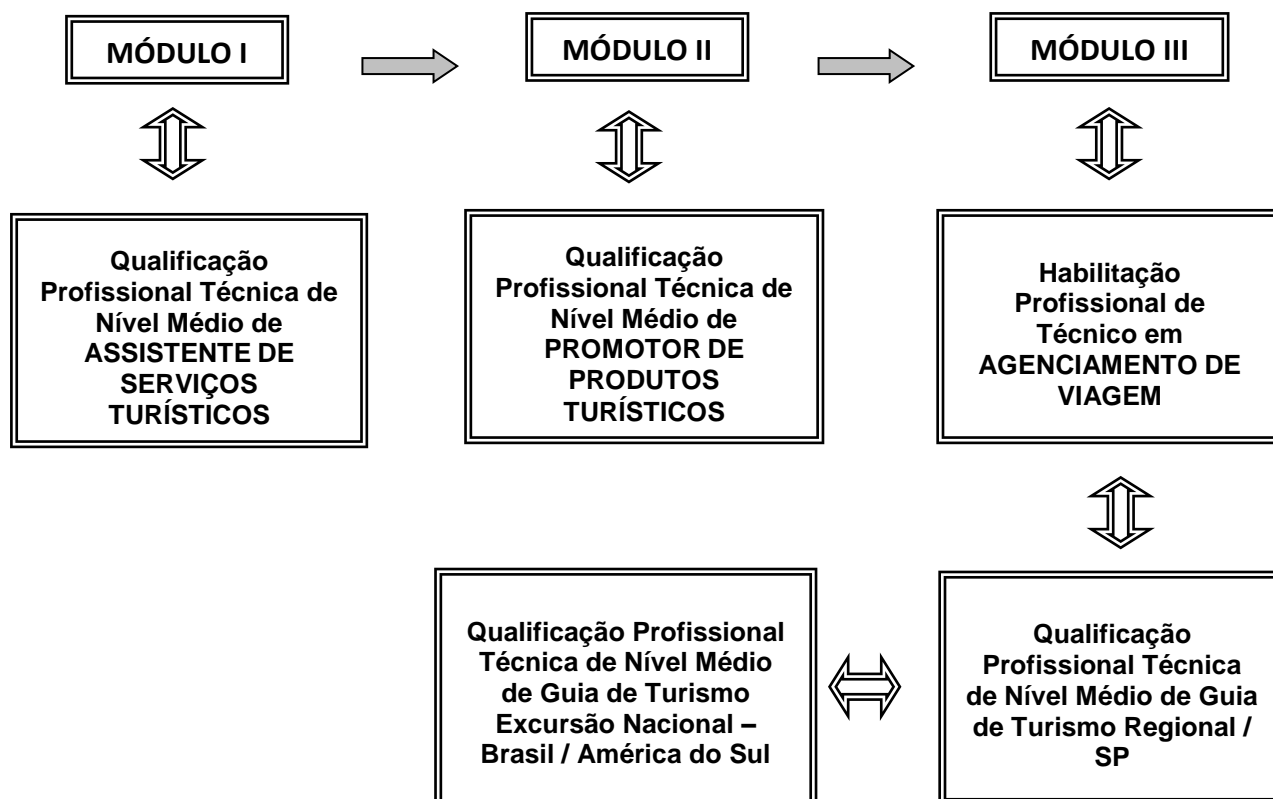 MÓDULO I
MÓDULO II
MÓDULO III
Qualificação
Profissional Técnica de
Nível Médio de
ASSISTENTE DE
SERVIÇOS
TURÍSTICOS
Qualificação
Profissional Técnica de
Nível Médio de
PROMOTOR DE
PRODUTOS
TURÍSTICOS
Habilitação
Profissional de
Técnico em
AGENCIAMENTO DE
VIAGEM
Qualificação Profissional
Técnica de Nível Médio
de Guia de Turismo
Excursão Nacional –
Brasil / América do Sul
Qualificação
Profissional Técnica
de Nível Médio de Guia
de Turismo Regional /
SP